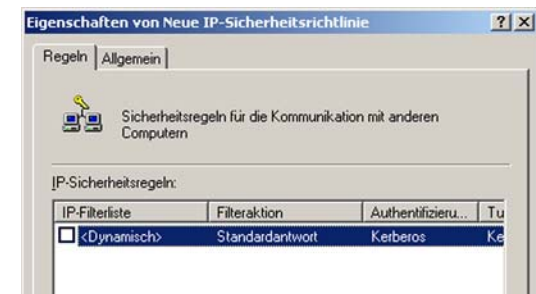 Eigenschaften von Neue IP-Sicherheitsrichtlinie
Regeln Allgemein
Sicherheitsregeln für die Kommunikation mit anderen
Computern
IP-Sicherheitsregeln:
IP-Filterliste Filteraktion Authentifizieru... Tu
<Dynamisch> Standardantwort Kerberos Ke